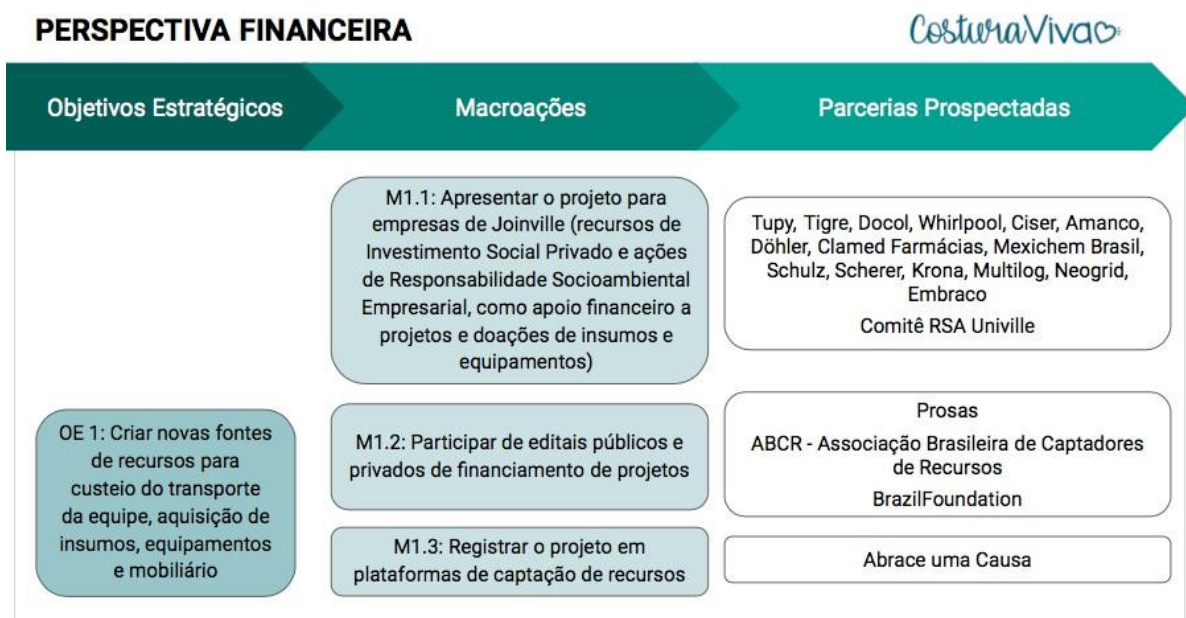 PERSPECTIVA FINANCEIRA
CosturaViva
Objetivos Estratégicos
Macroações
Parcerias Prospectadas
M1.1: Apresentar o projeto para
empresas de Joinville (recursos de
Investimento Social Privado e ações
de Responsabilidade Socioambiental
Empresarial, como apoio financeiro a
projetos e doações de insumos e
equipamentos)
Tupy, Tigre, Docol, Whirlpool, Ciser, Amanco,
Döhler, Clamed Farmácias, Mexichem Brasil,
Schulz, Scherer, Krona, Multilog, Neogrid,
Embraco
Comitê RSA Univille
OE 1: Criar novas fontes
de recursos para
custeio do transporte
da equipe, aquisição de
insumos, equipamentos
e mobiliário
M1.2: Participar de editais públicos e
privados de financiamento de projetos
Prosas
ABCR - Associação Brasileira de Captadores
de Recursos
BrazilFoundation
M1.3: Registrar o projeto em
plataformas de captação de recursos
Abrace uma Causa